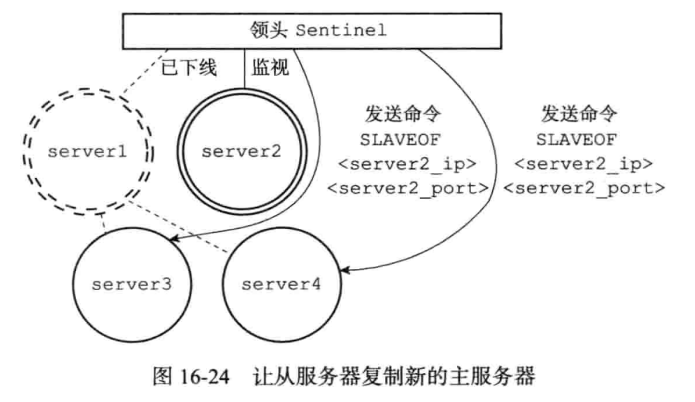 领头 Sentinel
已下线
监视
server1
server2
发送命令
SLAVEOF
<server2_ip>
<server2_port>
发送命令
SLAVEOF
<server2_ip>
<server2_port>
server3
server4
图 16-24 让从服务器复制新的主服务器